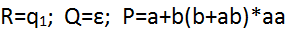 R=q₁; Q=ε; P=a+b(b+ab)*aa